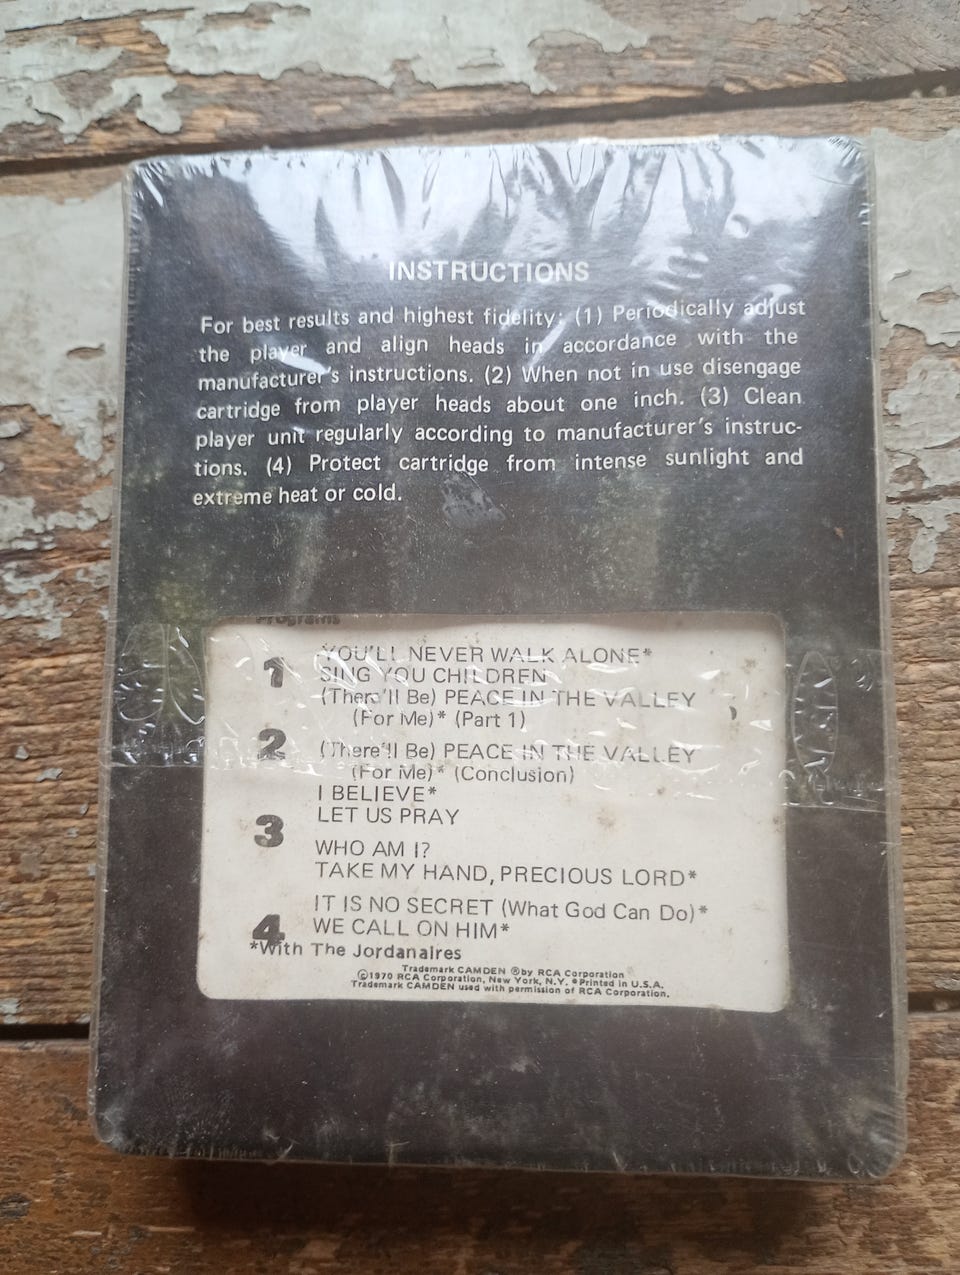 INSTRUCTIONS
For best results and highest fidelity: (1) Periodically adjust
the player and align heads in accordance with the
manufacturer's instructions. (2) When not in use disengage
cartridge from player heads about one inch. (3) Clean
player unit regularly according to manufacturer's instruc-
tions. (4) Protect cartridge from intense sunlight and
extreme heat or cold.
Programs
1 YOU'LL NEVER WALK ALONE*
SING YOU CHILDREN
(There'll Be) PEACE IN THE VALLEY
(For Me)* (Part 1)
2 (There'll Be) PEACE IN THE VALLEY
(For Me)* (Conclusion)
I BELIEVE*
LET US PRAY
3 WHO AM I?
TAKE MY HAND, PRECIOUS LORD*
4 IT IS NO SECRET (What God Can Do)*
WE CALL ON HIM*
*With The Jordanaires
Trademark CAMDEN ® by RCA Corporation
©1970 RCA Corporation, New York, N.Y. • Printed in U.S.A.
Trademark CAMDEN used with permission of RCA Corporation.